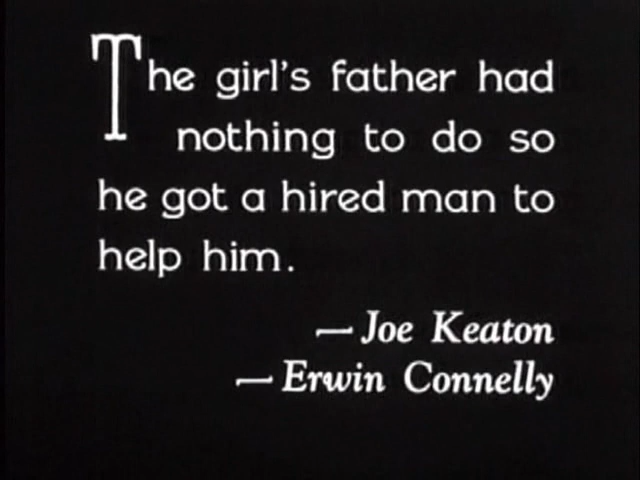 The girl's father had
nothing to do so
he got a hired man to
help him.
—Joe Keaton
—Erwin Connelly